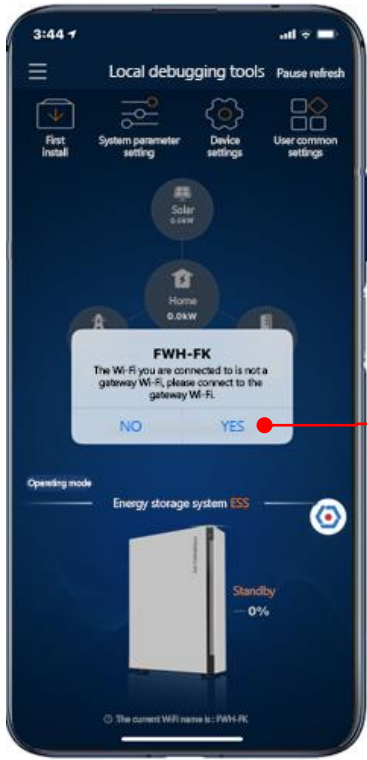 3:44
Local debugging tools Pause refresh
First install
System parameter setting
Device settings
User common settings
Solar
0.0kW
Home
0.0kW
FWH-FK
The Wi-Fi you are connected to is not a
gateway Wi-Fi, please connect to the
gateway Wi-Fi.
NO YES
Operating mode
Energy storage system ESS
Standby
0%
The current WiFi name is : FWH-FK